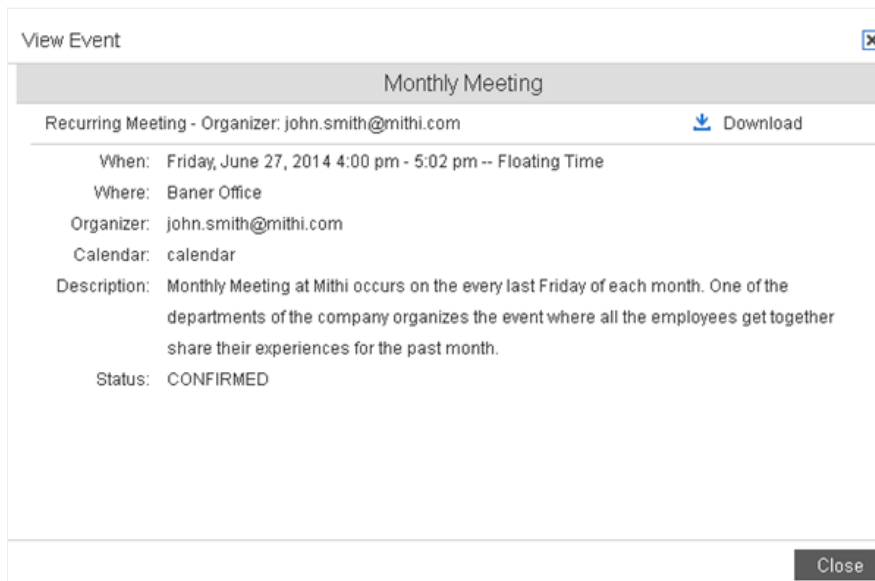 View Event
Monthly Meeting
Recurring Meeting - Organizer: john.smith@mithi.com Download
When: Friday, June 27, 2014 4:00 pm - 5:02 pm -- Floating Time
Where: Baner Office
Organizer: john.smith@mithi.com
Calendar: calendar
Description: Monthly Meeting at Mithi occurs on the every last Friday of each month. One of the
departments of the company organizes the event where all the employees get together
share their experiences for the past month.
Status: CONFIRMED
Close